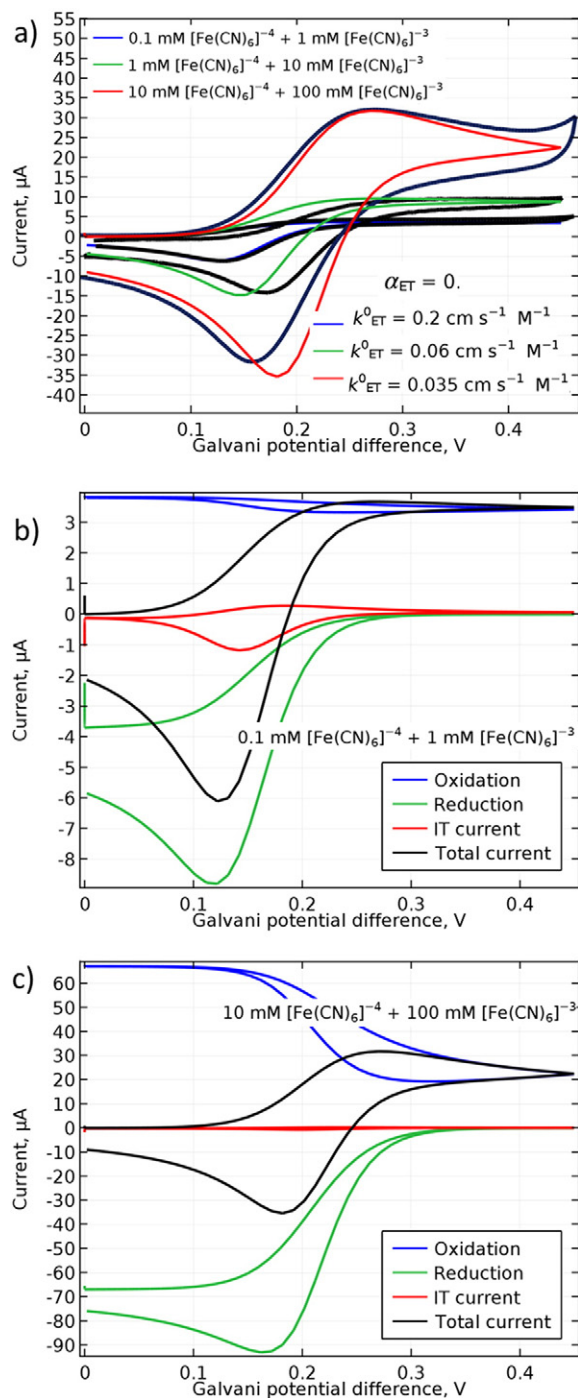 a)
55
50
45
40
35
30
25
20
15
10
5
0
-5
-10
-15
-20
-25
-30
-35
-40
Current, µA
0.1 mM [Fe(CN)₆]⁻⁴ + 1 mM [Fe(CN)₆]⁻³
1 mM [Fe(CN)₆]⁻⁴ + 10 mM [Fe(CN)₆]⁻³
10 mM [Fe(CN)₆]⁻⁴ + 100 mM [Fe(CN)₆]⁻³
α_ET = 0.
k⁰_ET = 0.2 cm s⁻¹ M⁻¹
k⁰_ET = 0.06 cm s⁻¹ M⁻¹
k⁰_ET = 0.035 cm s⁻¹ M⁻¹
0 0.1 0.2 0.3 0.4
Galvani potential difference, V
b)
3
2
1
0
-1
-2
-3
-4
-5
-6
-7
-8
Current, µA
0.1 mM [Fe(CN)₆]⁻⁴ + 1 mM [Fe(CN)₆]⁻³
Oxidation
Reduction
IT current
Total current
0 0.1 0.2 0.3 0.4
Galvani potential difference, V
c)
60
50
40
30
20
10
0
-10
-20
-30
-40
-50
-60
-70
-80
-90
Current, µA
10 mM [Fe(CN)₆]⁻⁴ + 100 mM [Fe(CN)₆]⁻³
Oxidation
Reduction
IT current
Total current
0 0.1 0.2 0.3 0.4
Galvani potential difference, V